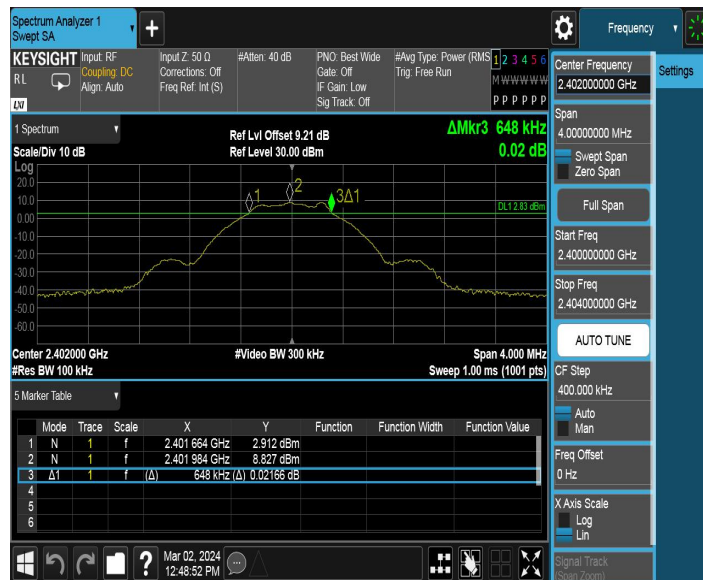 Spectrum Analyzer 1
Swept SA
+
Frequency
KEYSIGHT
RL
LXI
Input: RF
Coupling: DC
Align: Auto
Input Z: 50 Ω
Corrections: Off
Freq Ref: Int (S)
#Atten: 40 dB
PNO: Best Wide
Gate: Off
IF Gain: Low
Sig Track: Off
#Avg Type: Power (RMS
Trig: Free Run
1 2 3 4 5 6
M W W W W W
P P P P P P
1 Spectrum
Scale/Div 10 dB
Ref Lvl Offset 9.21 dB
Ref Level 30.00 dBm
ΔMkr3 648 kHz
0.02 dB
Log
20.0
10.0
0.00
-10.0
-20.0
-30.0
-40.0
-50.0
-60.0
1
2
3Δ1
DL1 2.83 dBm
Center 2.402000 GHz
#Video BW 300 kHz
Span 4.000 MHz
#Res BW 100 kHz
Sweep 1.00 ms (1001 pts)
5 Marker Table
Mode Trace Scale X Y Function Function Width Function Value
1 N 1 f 2.401 664 GHz 2.912 dBm
2 N 1 f 2.401 984 GHz 8.827 dBm
3 Δ1 1 f (Δ) 648 kHz (Δ) 0.02166 dB
4
5
6
?
Mar 02, 2024
12:48:52 PM
Center Frequency
2.402000000 GHz
Settings
Span
4.00000000 MHz
Swept Span
Zero Span
Full Span
Start Freq
2.400000000 GHz
Stop Freq
2.404000000 GHz
AUTO TUNE
CF Step
400.000 kHz
Auto
Man
Freq Offset
0 Hz
X Axis Scale
Log
Lin
Signal Track
(Span Zoom)